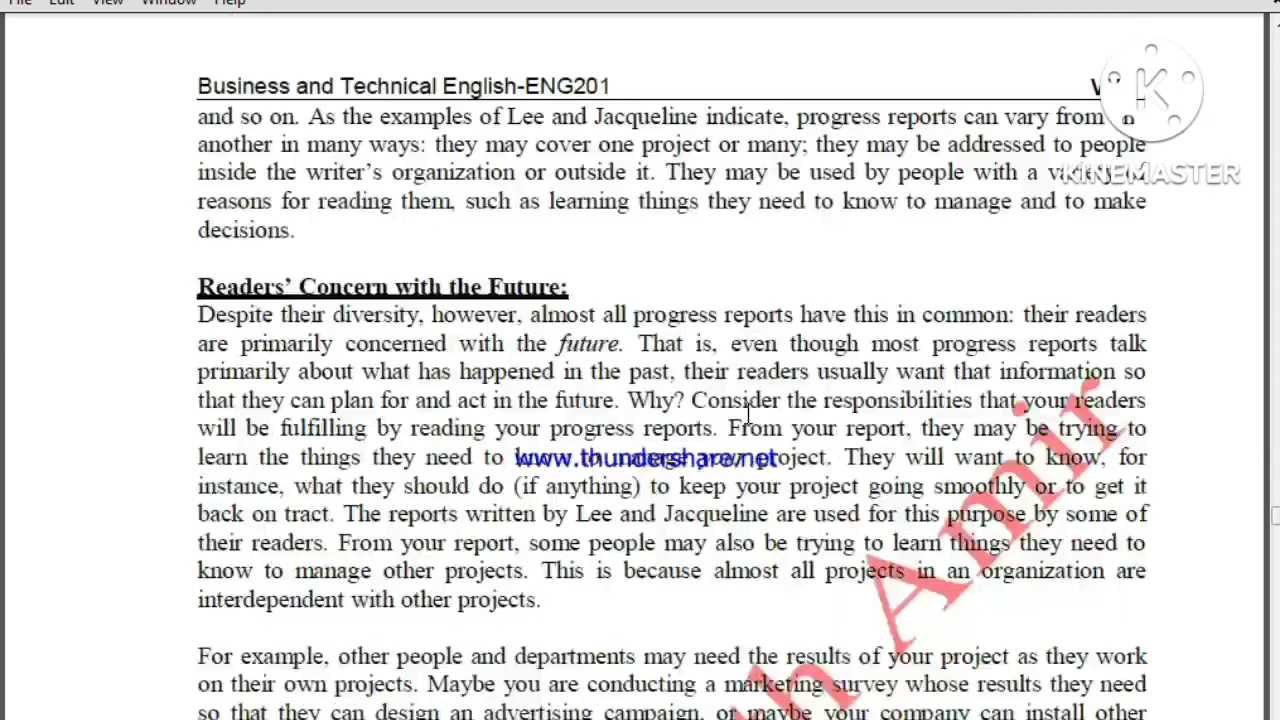 File Edit View Window Help
Business and Technical English-ENG201
K
and so on. As the examples of Lee and Jacqueline indicate, progress reports can vary from
another in many ways: they may cover one project or many; they may be addressed to people
KINEMASTER
inside the writer's organization or outside it. They may be used by people with a
reasons for reading them, such as learning things they need to know to manage and to make
decisions.
Readers' Concern with the Future:
Despite their diversity, however, almost all progress reports have this in common: their readers
are primarily concerned with the future. That is, even though most progress reports talk
primarily about what has happened in the past, their readers usually want that information so
that they can plan for and act in the future. Why? Consider the responsibilities that your readers
will be fulfilling by reading your progress reports. From your report, they may be trying to
learn the things they need to project. They will want to know, for
www.thundershare.net
instance, what they should do (if anything) to keep your project going smoothly or to get it
back on tract. The reports written by Lee and Jacqueline are used for this purpose by some of
their readers. From your report, some people may also be trying to learn things they need to
know to manage other projects. This is because almost all projects in an organization are
interdependent with other projects.
For example, other people and departments may need the results of your project as they work
on their own projects. Maybe you are conducting a marketing survey whose results they need
so that they can design an advertising campaign, or maybe your company can install other
Amir